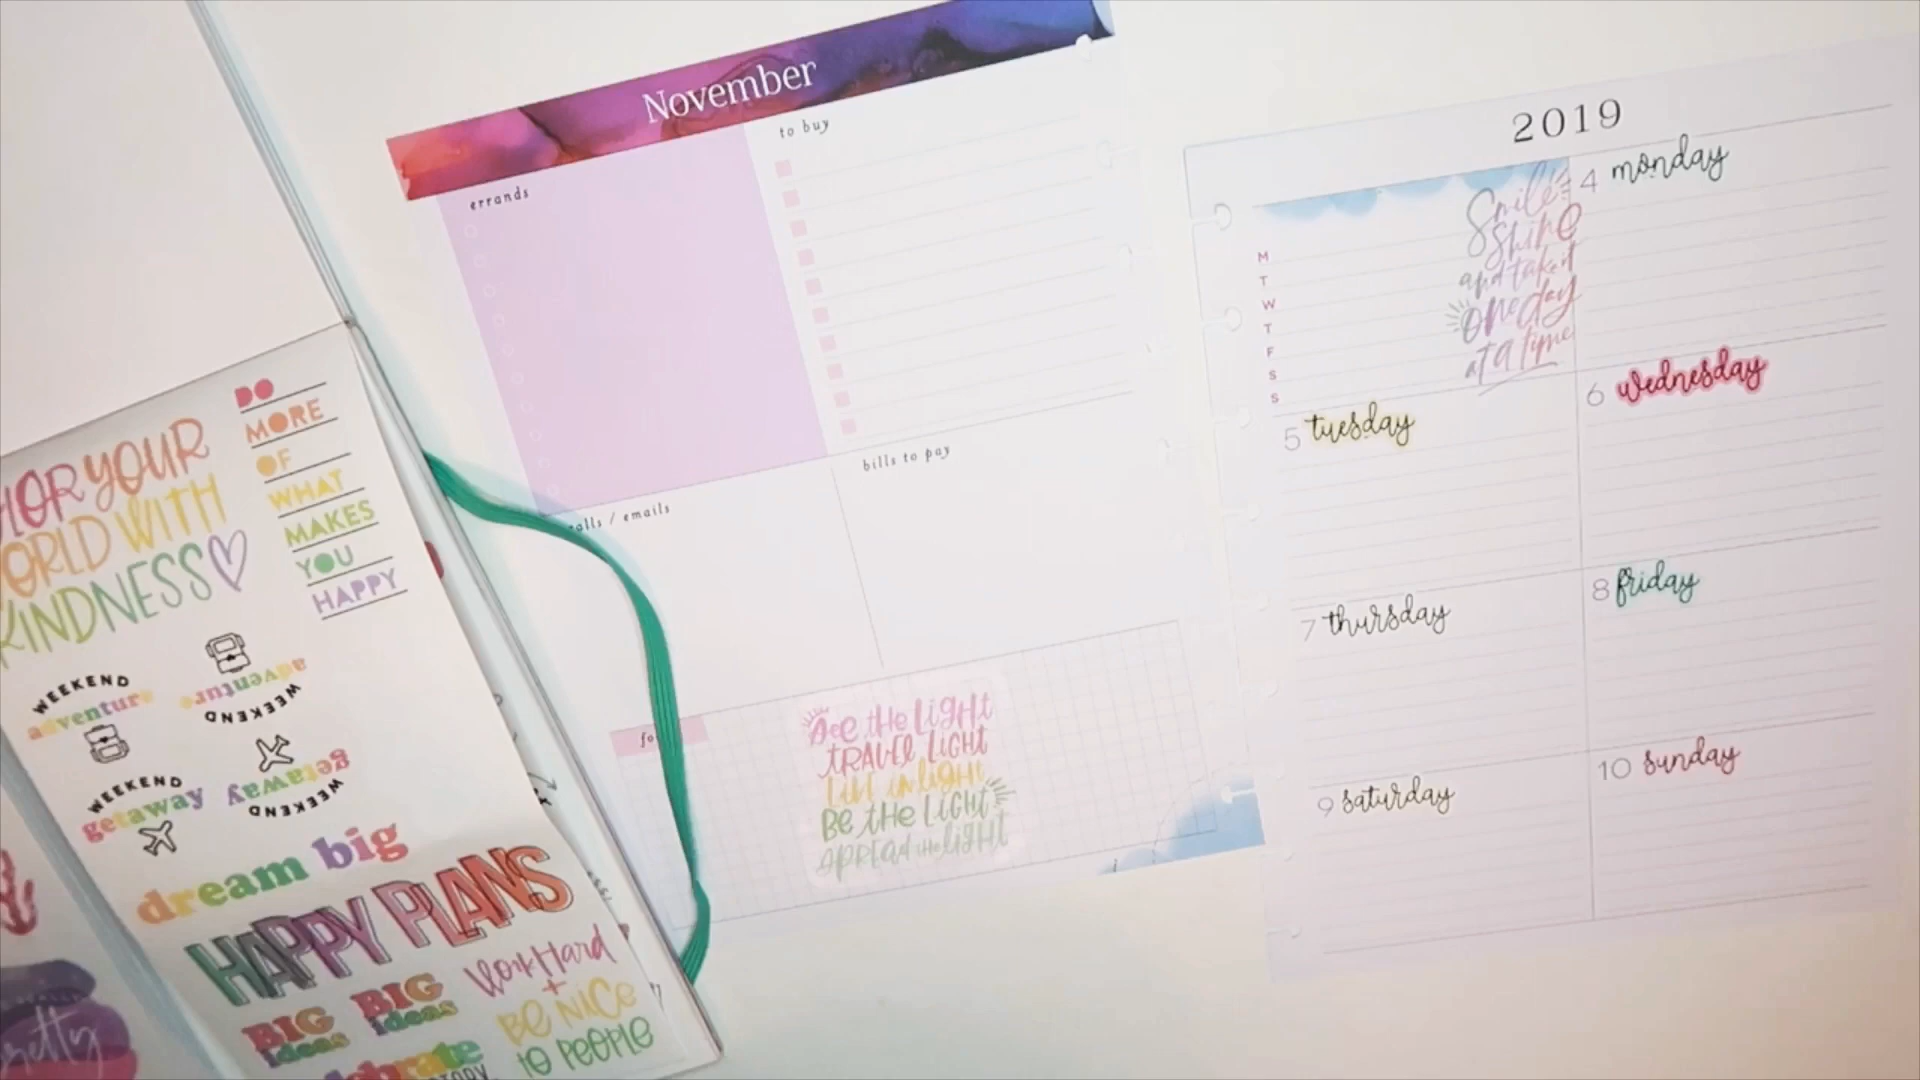 November
errands
to buy
calls / emails
bills to pay
See the Light
TRAVEL LIGHT
Be the LIGHT
SPREAD the light
2019
Smile
Shine
and take it
one day
at a time
M
T
W
T
F
S
S
4 monday
5 tuesday
6 wednesday
7 thursday
8 friday
9 saturday
10 sunday
YOUR
WITH
KINDNESS
DO
MORE
OF
WHAT
MAKES
YOU
HAPPY
WEEKEND
adventure
WEEKEND
adventure
WEEKEND
getaway
WEEKEND
getaway
dream big
HAPPY PLANS
BIG
ideas
BIG
ideas
Work Hard
+
BE NICE
to PEOPLE